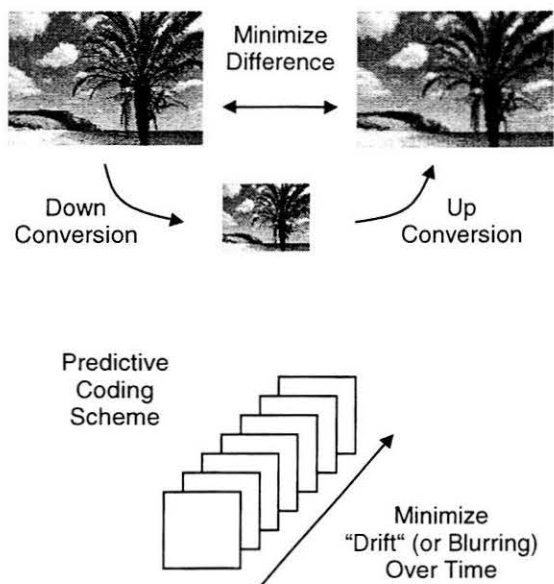 Minimize
Difference
Down
Conversion
Up
Conversion
Predictive
Coding
Scheme
Minimize
“Drift“ (or Blurring)
Over Time